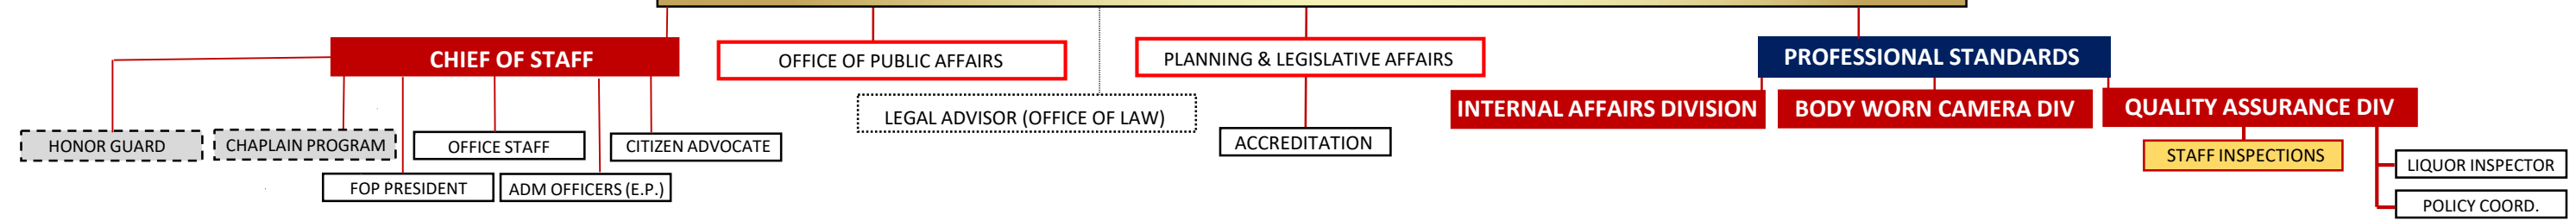 CHIEF OF STAFF
OFFICE OF PUBLIC AFFAIRS
PLANNING & LEGISLATIVE AFFAIRS
PROFESSIONAL STANDARDS
LEGAL ADVISOR (OFFICE OF LAW)
INTERNAL AFFAIRS DIVISION
BODY WORN CAMERA DIV
QUALITY ASSURANCE DIV
HONOR GUARD
CHAPLAIN PROGRAM
OFFICE STAFF
CITIZEN ADVOCATE
ACCREDITATION
STAFF INSPECTIONS
LIQUOR INSPECTOR
FOP PRESIDENT
ADM OFFICERS (E.P.)
POLICY COORD.